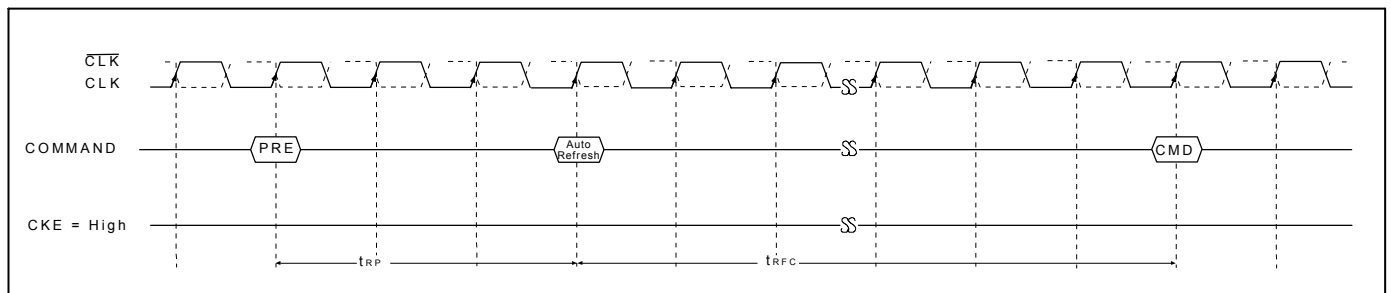 CLK
CLK
COMMAND
PRE
Auto
Refresh
CMD
CKE = High
tRP
tRFC